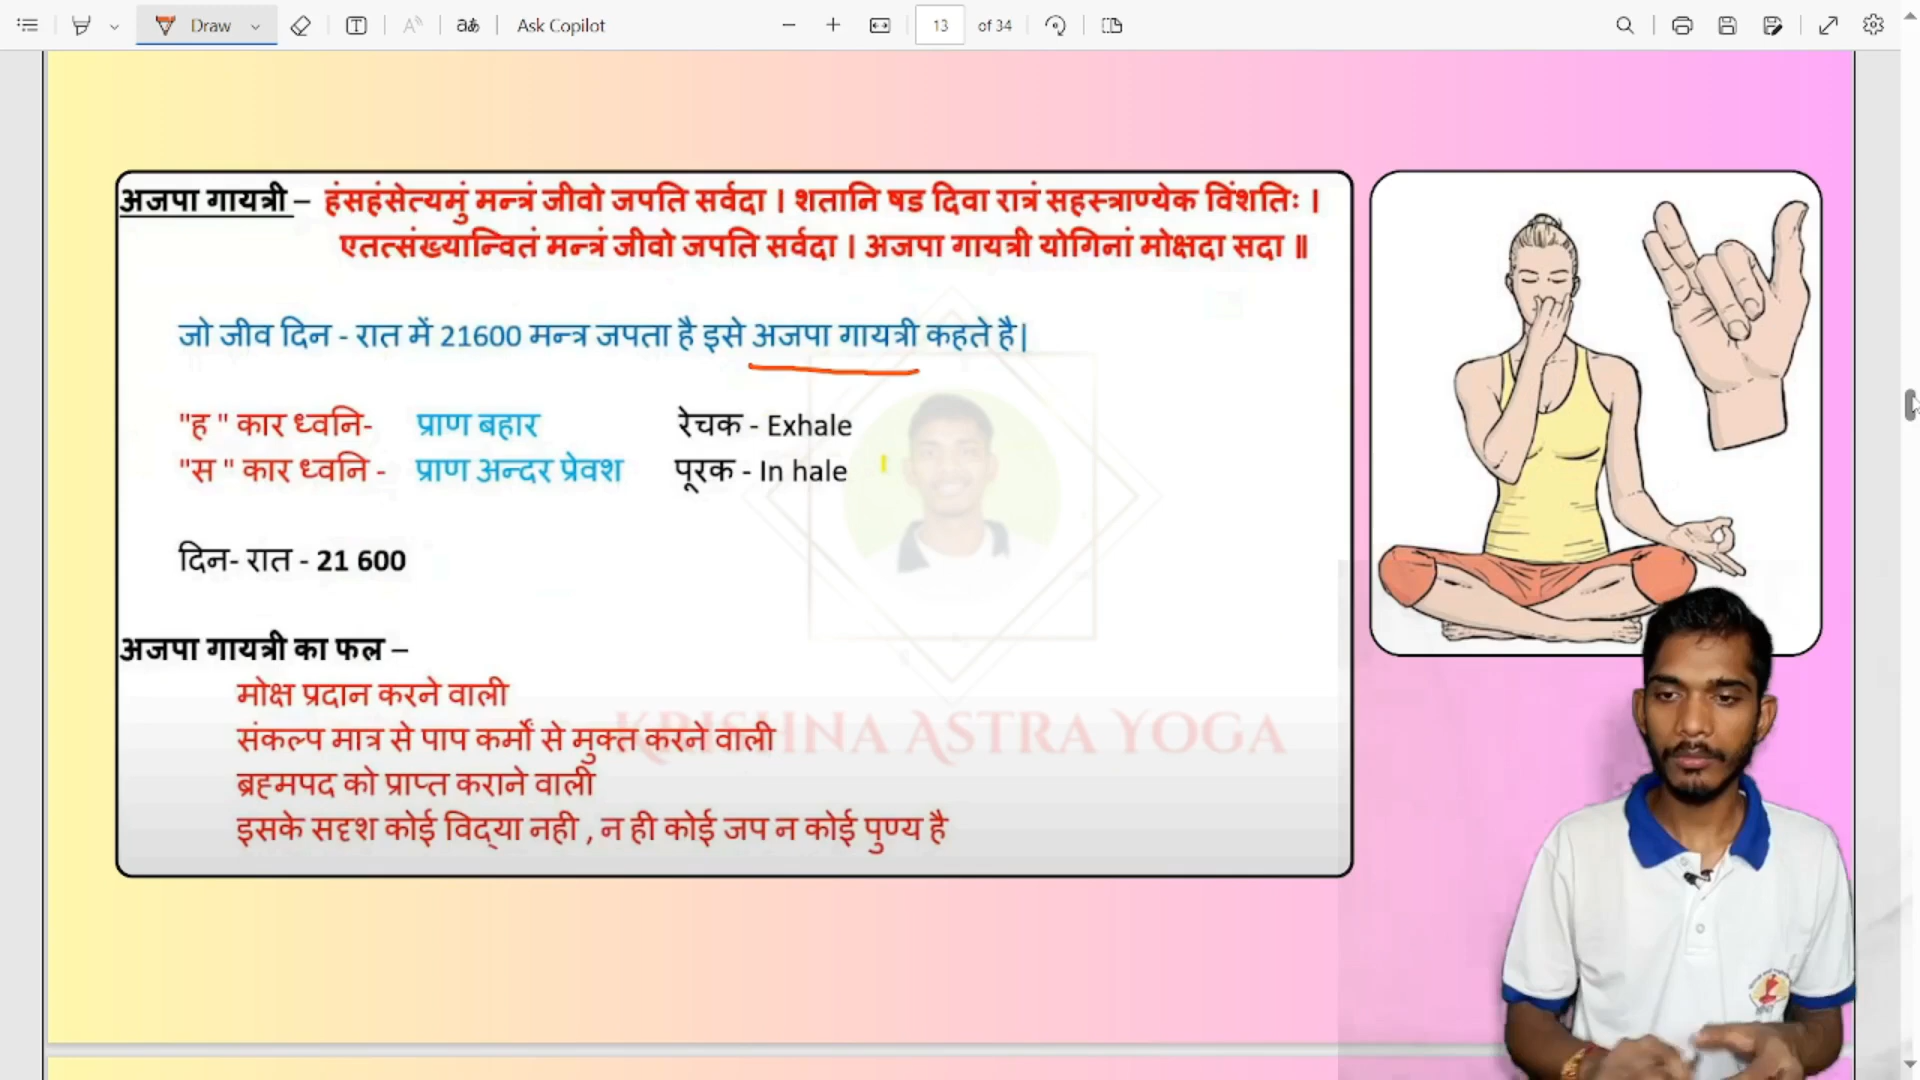 Draw
Ask Copilot
13 of 34
अजपा गायत्री – हंसहंसेत्यमुं मन्त्रं जीवो जपति सर्वदा । शतानि षड दिवा रात्रं सहस्त्राण्येक विंशतिः ।
एतत्संख्यान्वितं मन्त्रं जीवो जपति सर्वदा । अजपा गायत्री योगिनां मोक्षदा सदा ॥
जो जीव दिन - रात में 21600 मन्त्र जपता है इसे अजपा गायत्री कहते है|
"ह " कार ध्वनि- प्राण बहार रेचक - Exhale
"स " कार ध्वनि - प्राण अन्दर प्रेवश पूरक - In hale
दिन- रात - 21 600
अजपा गायत्री का फल –
मोक्ष प्रदान करने वाली
संकल्प मात्र से पाप कर्मो से मुक्त करने वाली
KRISHNA ASTRA YOGA
ब्रह्मपद को प्राप्त कराने वाली
इसके सदृश कोई विद्या नही , न ही कोई जप न कोई पुण्य है